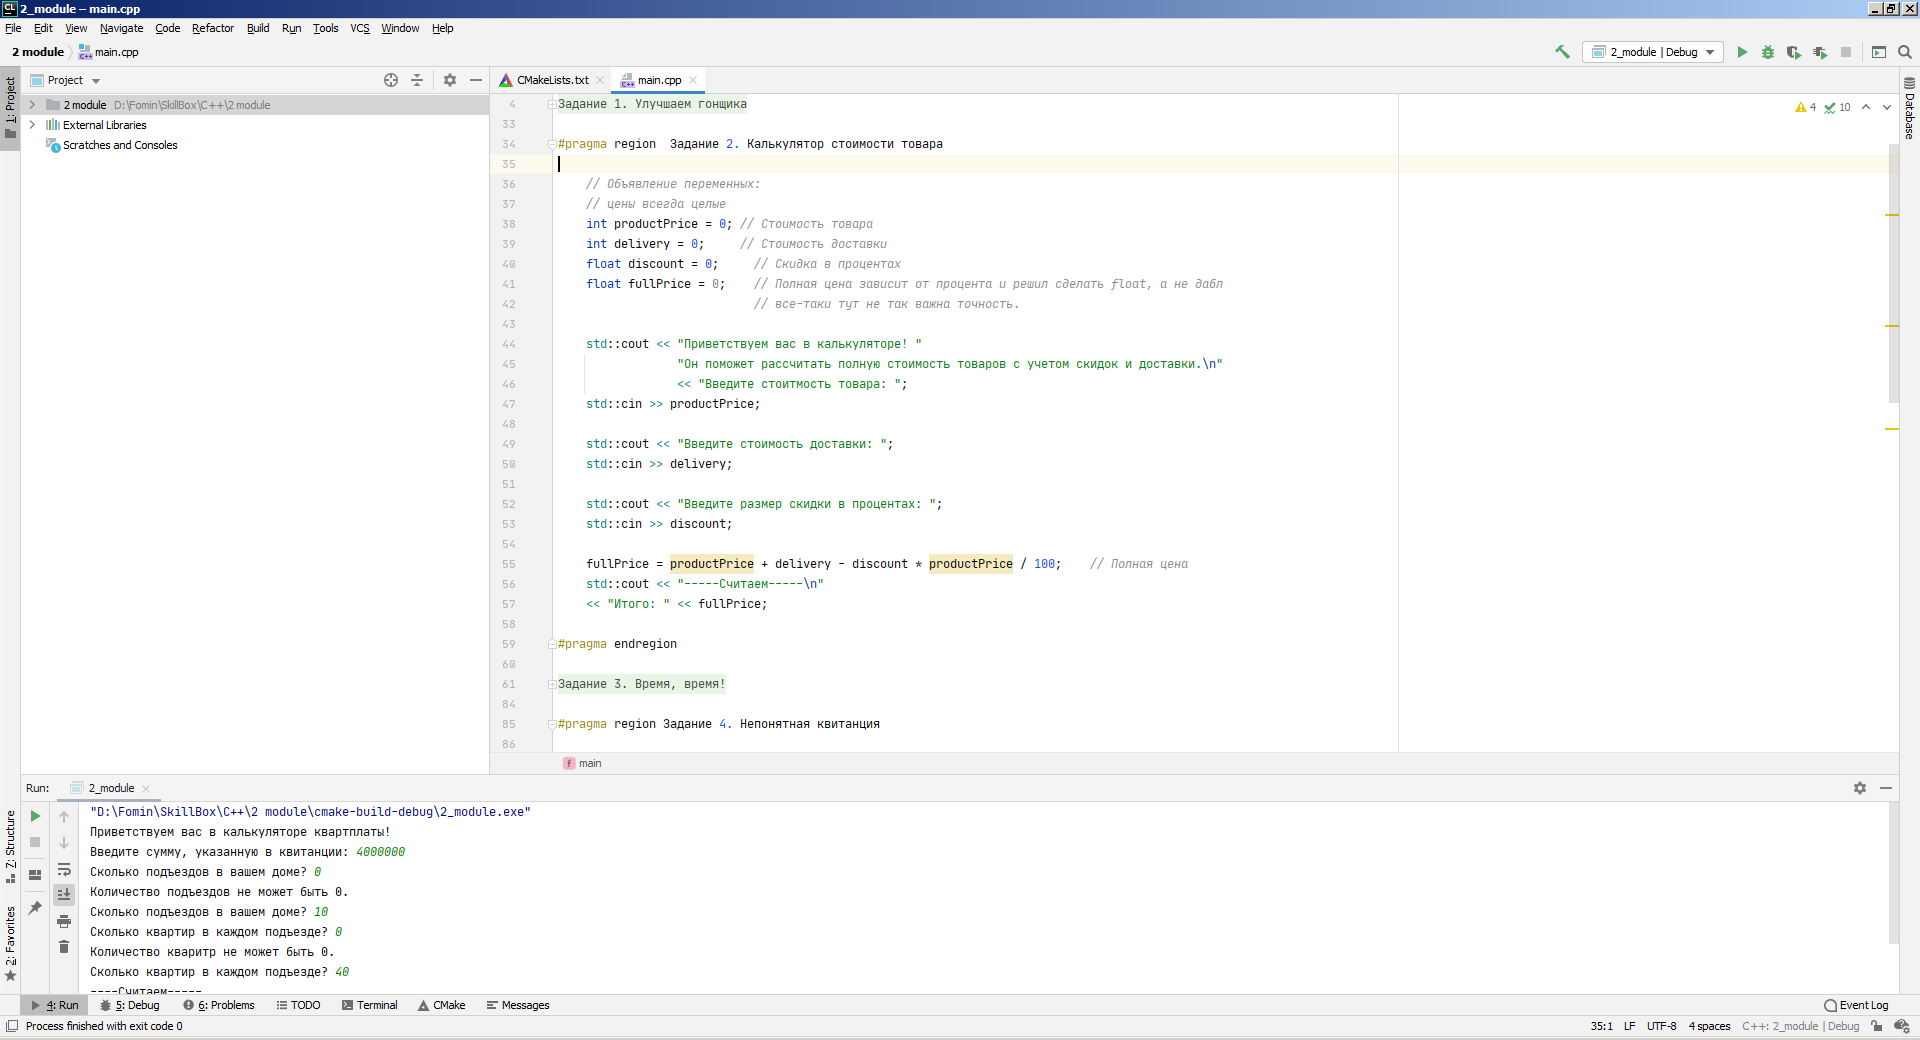 2_module – main.cpp
File Edit View Navigate Code Refactor Build Run Tools VCS Window Help
2 module main.cpp 2_module | Debug
Project CMakeLists.txt main.cpp
1: Project
2 module D:\Fomin\SkillBox\C++\2 module
External Libraries
Scratches and Consoles
Database
4 10
4 Задание 1. Улучшаем гонщика
33
34 #pragma region  Задание 2. Калькулятор стоимости товара
35
36 // Объявление переменных:
37 // цены всегда целые
38 int productPrice = 0; // Стоимость товара
39 int delivery = 0;     // Стоимость доставки
40 float discount = 0;     // Скидка в процентах
41 float fullPrice = 0;    // Полная цена зависит от процента и решил сделать float, а не дабл
42 // все-таки тут не так важна точность.
43
44 std::cout << "Приветствуем вас в калькуляторе! "
45 "Он поможет рассчитать полную стоимость товаров с учетом скидок и доставки.\n"
46 << "Введите стоитмость товара: ";
47 std::cin >> productPrice;
48
49 std::cout << "Введите стоимость доставки: ";
50 std::cin >> delivery;
51
52 std::cout << "Введите размер скидки в процентах: ";
53 std::cin >> discount;
54
55 fullPrice = productPrice + delivery - discount * productPrice / 100;    // Полная цена
56 std::cout << "-----Считаем-----\n"
57 << "Итого: " << fullPrice;
58
59 #pragma endregion
60
61 Задание 3. Время, время!
84
85 #pragma region Задание 4. Непонятная квитанция
86
f main
Run: 2_module
"D:\Fomin\SkillBox\C++\2 module\cmake-build-debug\2_module.exe"
Приветствуем вас в калькуляторе квартплаты!
Введите сумму, указанную в квитанции: 4000000
Сколько подъездов в вашем доме? 0
Количество подъездов не может быть 0.
Сколько подъездов в вашем доме? 10
Сколько квартир в каждом подъезде? 0
Количество кваритр не может быть 0.
Сколько квартир в каждом подъезде? 40
----Считаем-----
7: Structure
2: Favorites
4: Run 5: Debug 6: Problems TODO Terminal CMake Messages Event Log
Process finished with exit code 0 35:1 LF UTF-8 4 spaces C++: 2_module | Debug